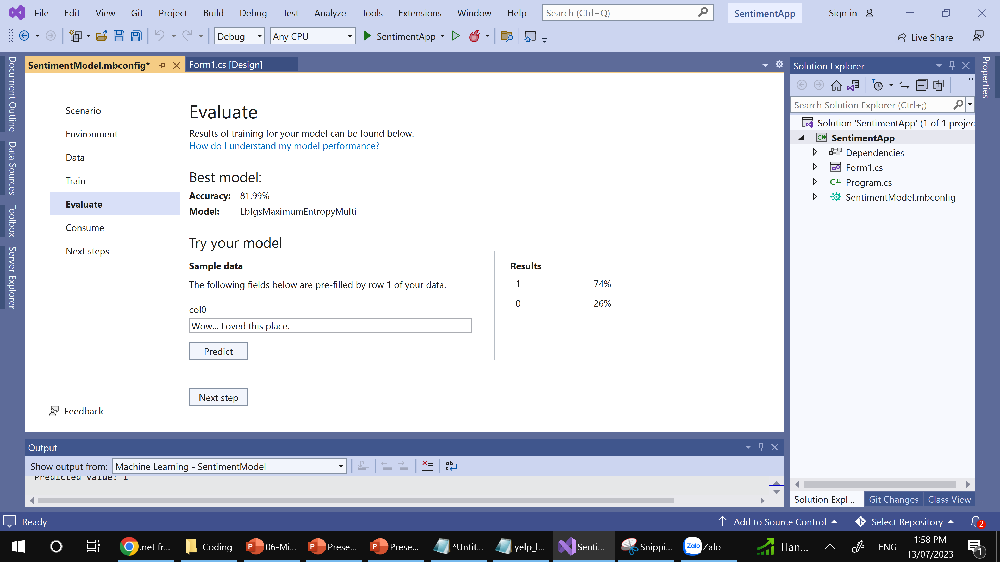 File Edit View Git Project Build Debug Test Analyze Tools Extensions Window Help Search (Ctrl+Q) SentimentApp Sign in
Debug Any CPU SentimentApp Live Share
Document Outline
Data Sources
Toolbox
Server Explorer
SentimentModel.mbconfig* Form1.cs [Design]
Scenario
Environment
Data
Train
Evaluate
Consume
Next steps
Feedback
Evaluate
Results of training for your model can be found below.
How do I understand my model performance?
Best model:
Accuracy: 81.99%
Model: LbfgsMaximumEntropyMulti
Try your model
Sample data
The following fields below are pre-filled by row 1 of your data.
col0
Wow... Loved this place.
Predict
Next step
Results
1 74%
0 26%
Solution Explorer
Search Solution Explorer (Ctrl+;)
Solution 'SentimentApp' (1 of 1 projec
C# SentimentApp
Dependencies
Form1.cs
C# Program.cs
SentimentModel.mbconfig
Solution Expl... Git Changes Class View
Properties
Output
Show output from: Machine Learning - SentimentModel
Predicted value: 1
Ready Add to Source Control Select Repository 2
.net fr... Coding 06-Mi... Prese... Prese... *Untit... yelp_l... Senti... Snippi... Zalo Zalo Han... ENG 1:58 PM
13/07/2023 1